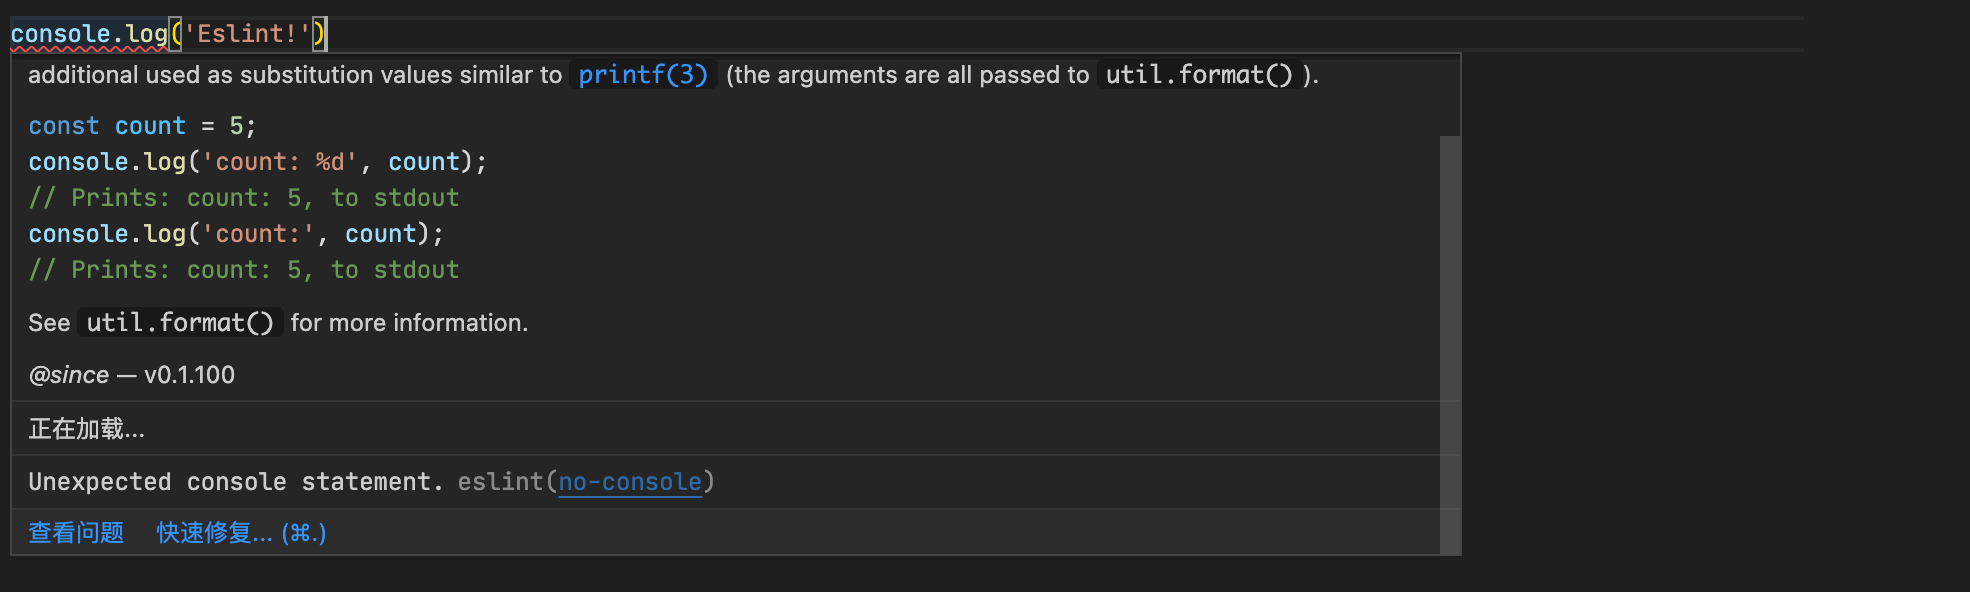 console.log('Eslint!')
additional used as substitution values similar to printf(3) (the arguments are all passed to util.format() ).
const count = 5;
console.log('count: %d', count);
// Prints: count: 5, to stdout
console.log('count:', count);
// Prints: count: 5, to stdout
See util.format() for more information.
@since — v0.1.100
正在加载...
Unexpected console statement. eslint(no-console)
查看问题 快速修复... (⌘.)